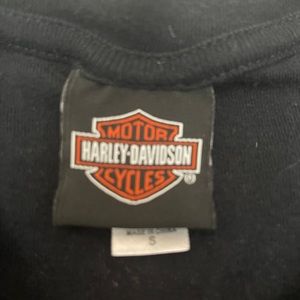 MOTOR
HARLEY-DAVIDSON
CYCLES
®
MADE IN CHINA
S